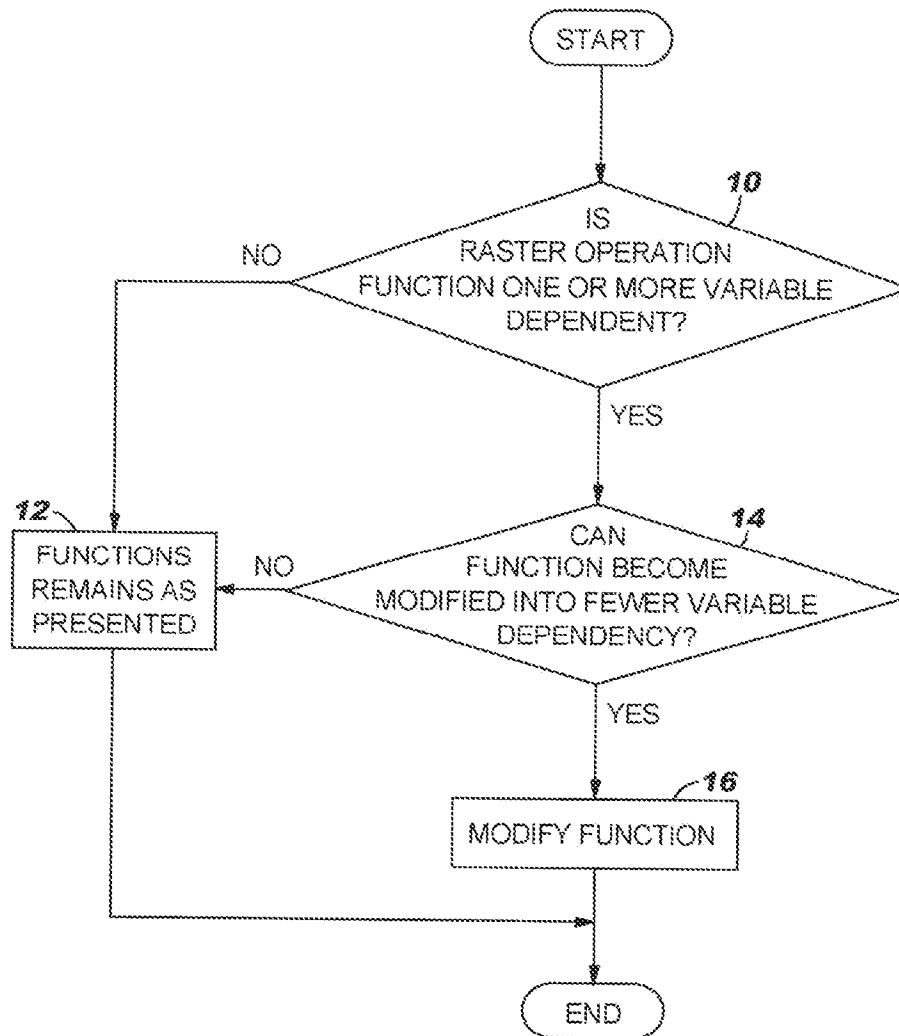 START
10
IS
RASTER OPERATION
FUNCTION ONE OR MORE VARIABLE
DEPENDENT?
NO
YES
12
FUNCTIONS
REMAINS AS
PRESENTED
NO
14
CAN
FUNCTION BECOME
MODIFIED INTO FEWER VARIABLE
DEPENDENCY?
YES
16
MODIFY FUNCTION
END